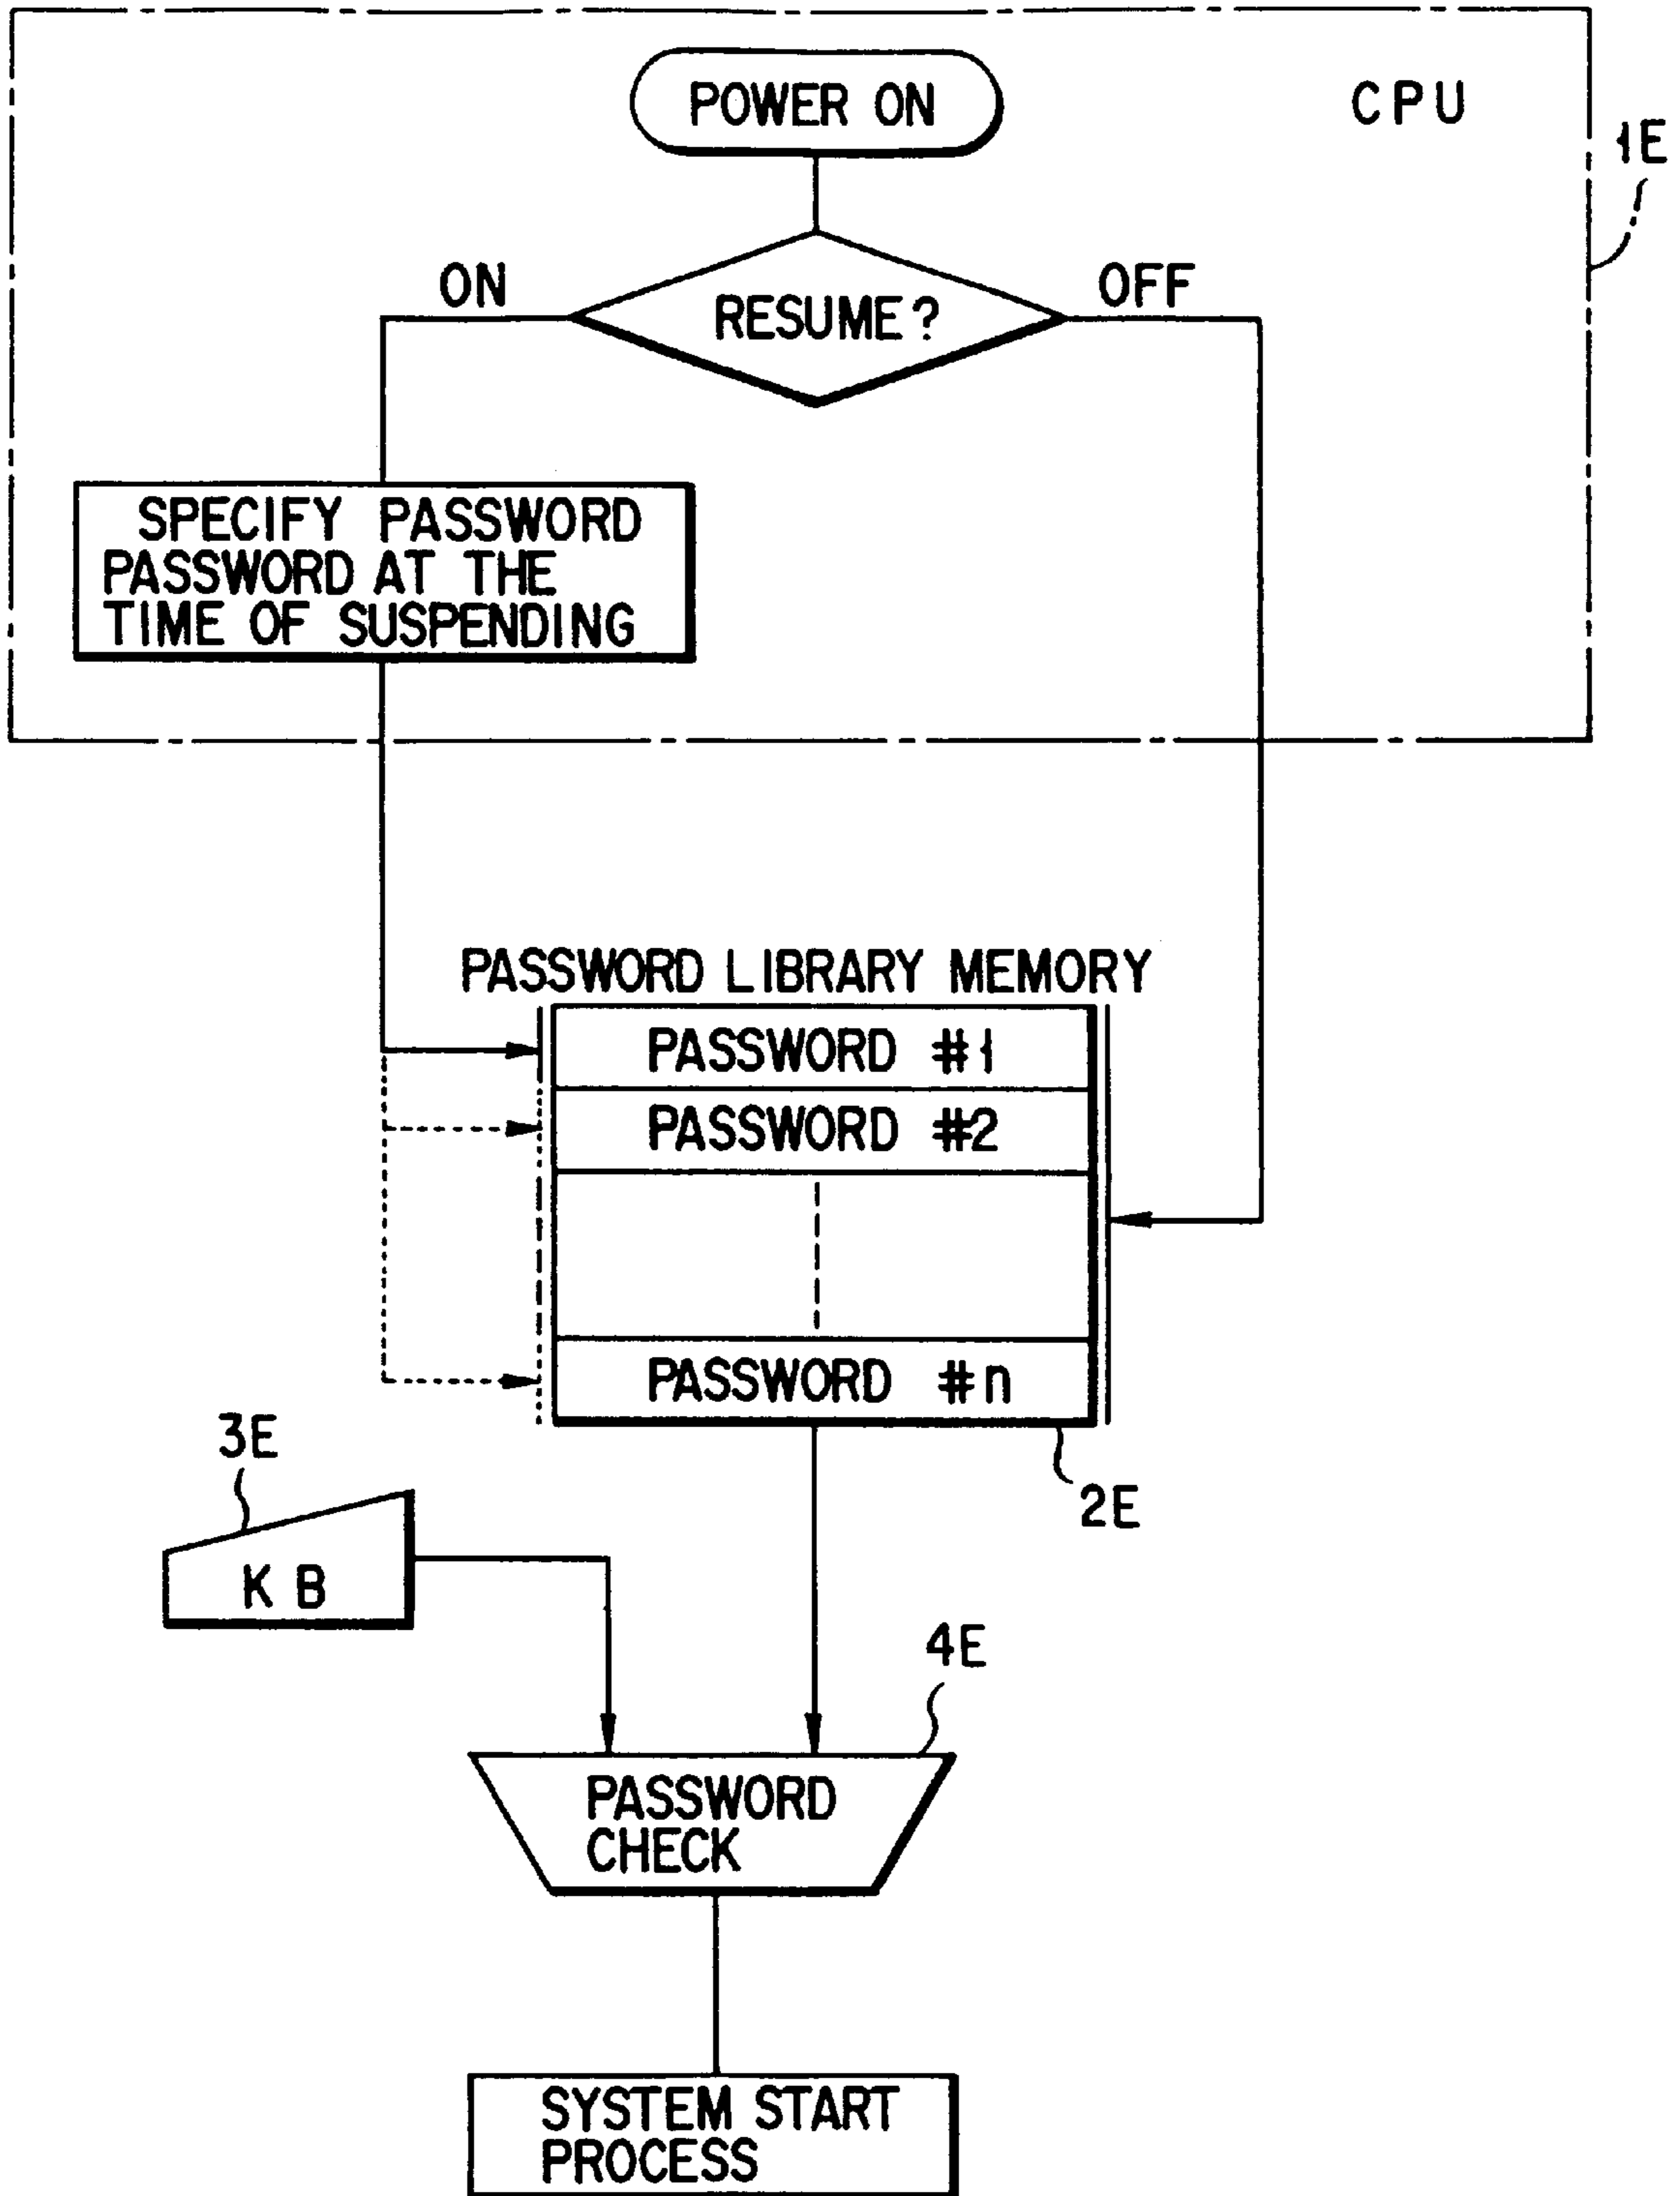 POWER ON
CPU
1E
ON
OFF
RESUME?
SPECIFY PASSWORD
PASSWORD AT THE
TIME OF SUSPENDING
PASSWORD LIBRARY MEMORY
PASSWORD #1
PASSWORD #2
PASSWORD #n
3E
2E
KB
4E
PASSWORD
CHECK
SYSTEM START
PROCESS